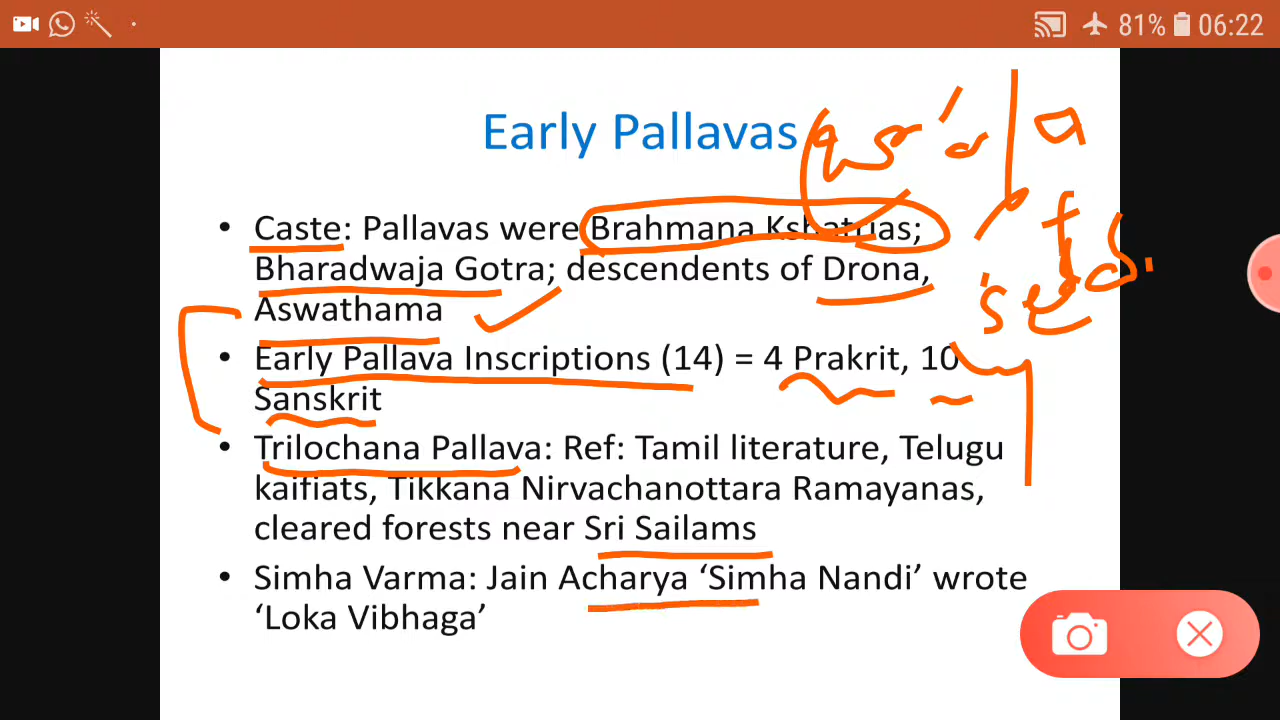 81% 06:22
Early Pallavas
• Caste: Pallavas were Brahmana Kshatrias;
Bharadwaja Gotra; descendents of Drona,
Aswathama
• Early Pallava Inscriptions (14) = 4 Prakrit, 10
Sanskrit
• Trilochana Pallava: Ref: Tamil literature, Telugu
kaifiats, Tikkana Nirvachanottara Ramayanas,
cleared forests near Sri Sailams
• Simha Varma: Jain Acharya ‘Simha Nandi’ wrote
‘Loka Vibhaga’